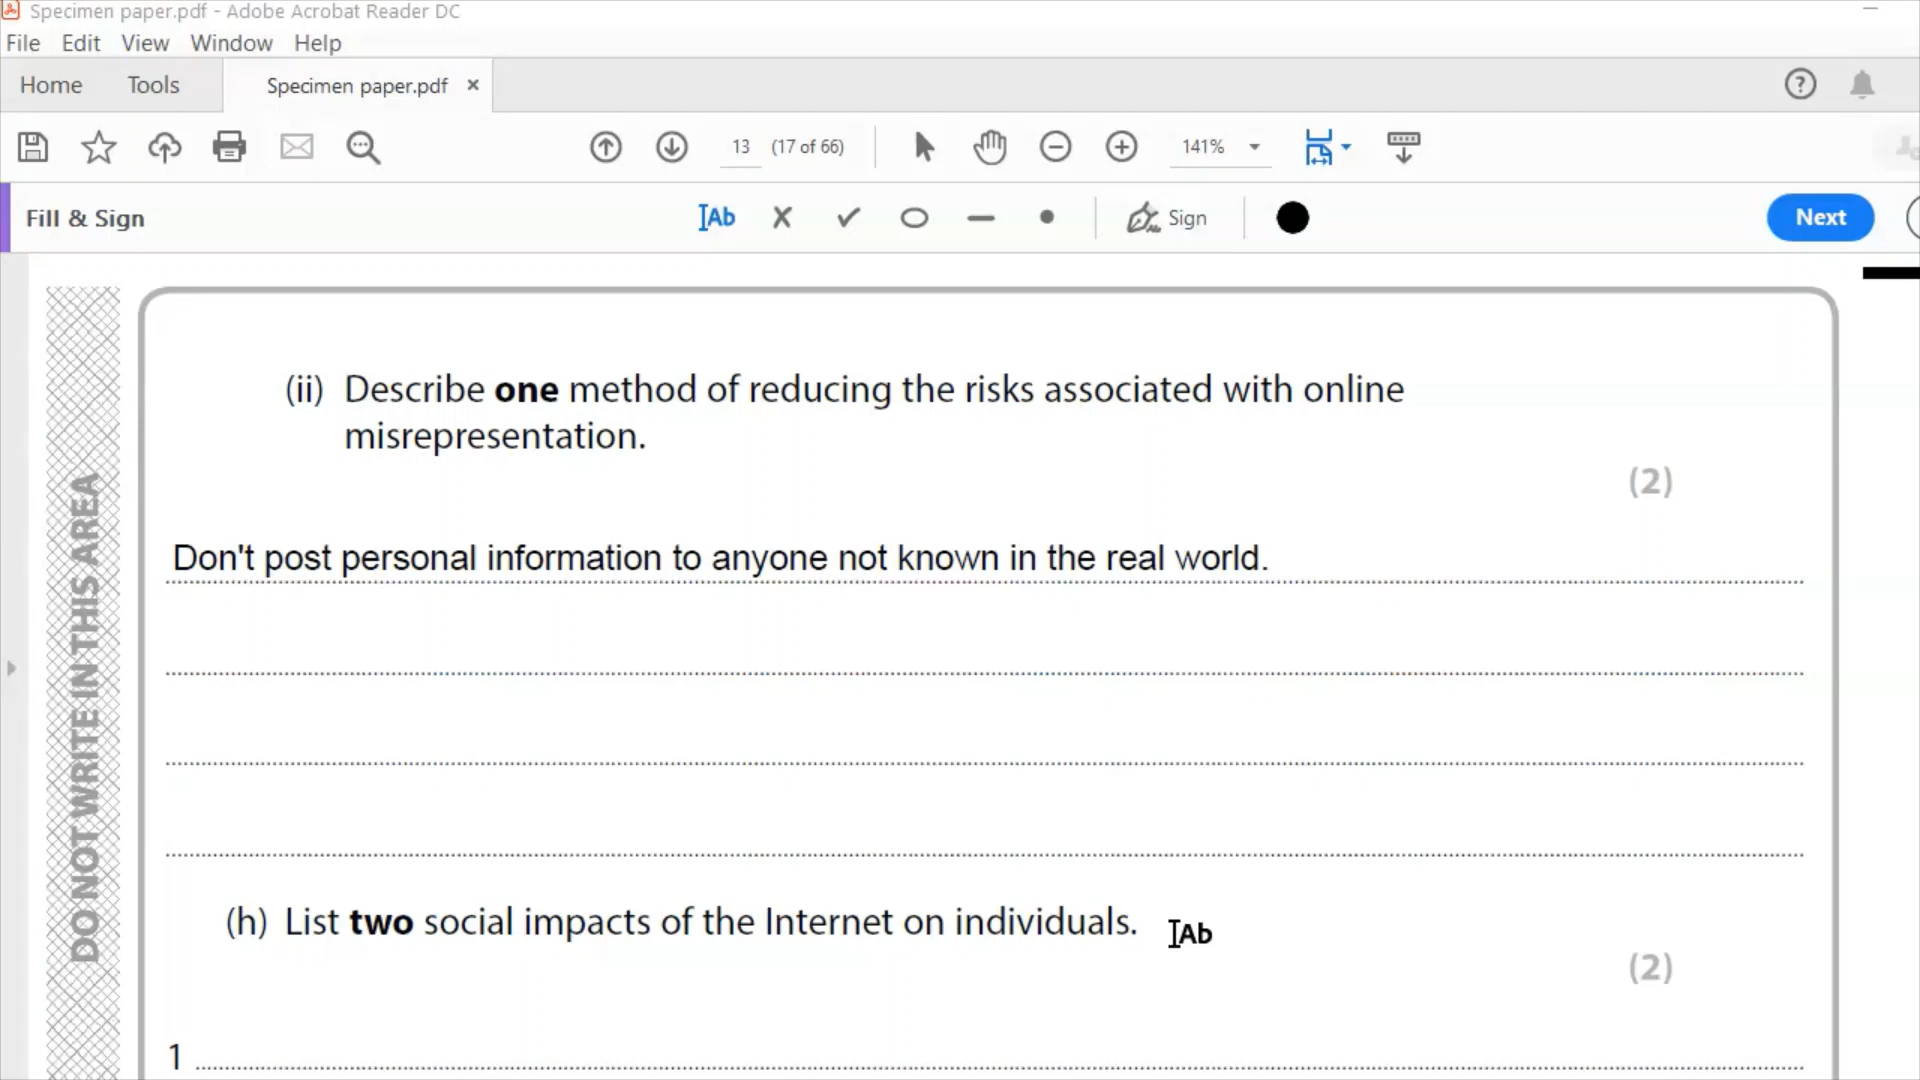 Specimen paper.pdf - Adobe Acrobat Reader DC
File Edit View Window Help
Home Tools Specimen paper.pdf ×
13 (17 of 66) 141%
Fill & Sign IAb Sign Next
(ii) Describe one method of reducing the risks associated with online
misrepresentation.
(2)
Don't post personal information to anyone not known in the real world.
DO NOT WRITE IN THIS AREA
(h) List two social impacts of the Internet on individuals. IAb
(2)
1